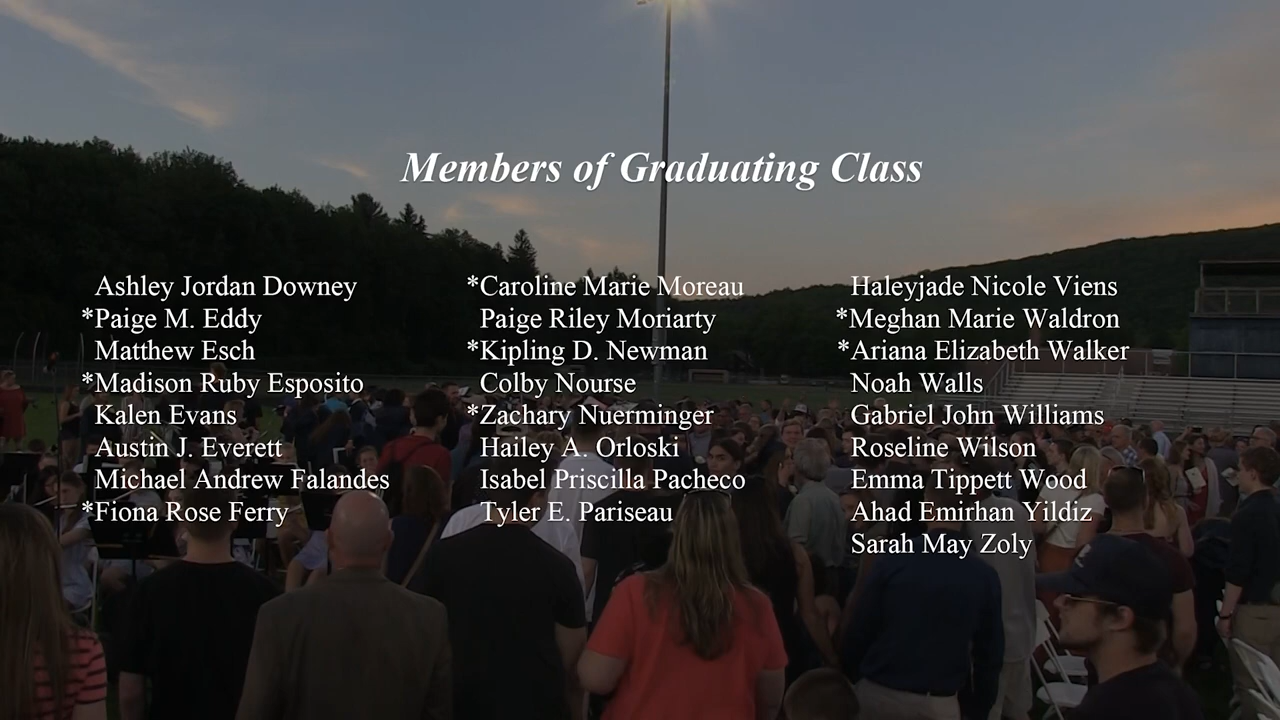 Members of Graduating Class
Ashley Jordan Downey
*Paige M. Eddy
Matthew Esch
*Madison Ruby Esposito
Kalen Evans
Austin J. Everett
Michael Andrew Falandes
*Fiona Rose Ferry
*Caroline Marie Moreau
Paige Riley Moriarty
*Kipling D. Newman
Colby Nourse
*Zachary Nuerminger
Hailey A. Orloski
Isabel Priscilla Pacheco
Tyler E. Pariseau
Haleyjade Nicole Viens
*Meghan Marie Waldron
*Ariana Elizabeth Walker
Noah Walls
Gabriel John Williams
Roseline Wilson
Emma Tippett Wood
Ahad Emirhan Yildiz
Sarah May Zoly